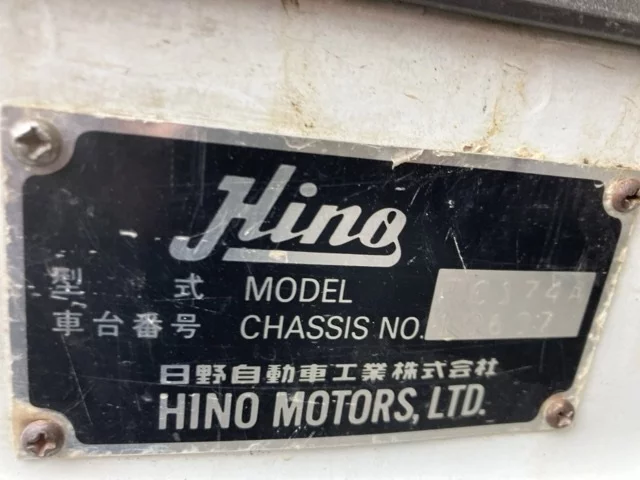 Hino
型式 MODEL
車台番号 CHASSIS NO.
日野自動車工業株式会社
HINO MOTORS, LTD.